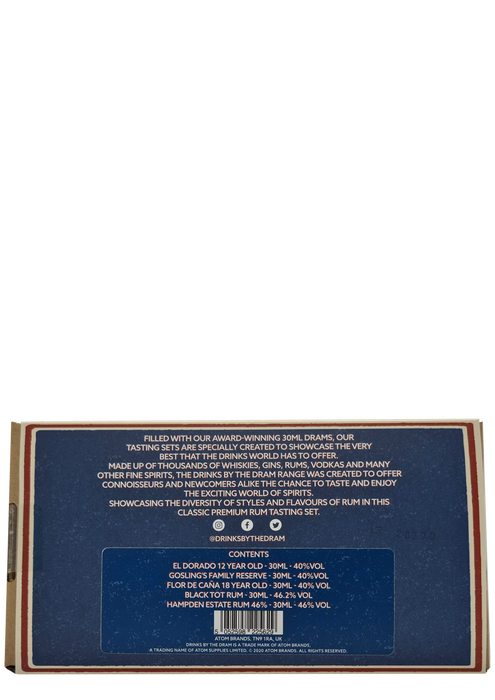 FILLED WITH OUR AWARD-WINNING 30ML DRAMS, OUR
TASTING SETS ARE SPECIALLY CREATED TO SHOWCASE THE VERY
BEST THAT THE DRINKS WORLD HAS TO OFFER.
MADE UP OF THOUSANDS OF WHISKIES, GINS, RUMS, VODKAS AND MANY
OTHER FINE SPIRITS, THE DRINKS BY THE DRAM RANGE WAS CREATED TO OFFER
CONNOISSEURS AND NEWCOMERS ALIKE THE CHANCE TO TASTE AND ENJOY
THE EXCITING WORLD OF SPIRITS.
SHOWCASING THE DIVERSITY OF STYLES AND FLAVOURS OF RUM IN THIS
CLASSIC PREMIUM RUM TASTING SET.
@DRINKSBYTHEDRAM
CONTENTS
EL DORADO 12 YEAR OLD - 30ML - 40%VOL
GOSLING'S FAMILY RESERVE - 30ML - 40%VOL
FLOR DE CAÑA 18 YEAR OLD - 30ML - 40% VOL
BLACK TOT RUM - 30ML - 46.2% VOL
HAMPDEN ESTATE RUM 46% - 30ML - 46% VOL
5 052598 225629
ATOM BRANDS, TN9 1RA, UK
DRINKS BY THE DRAM IS A TRADE MARK OF ATOM BRANDS,
A TRADING NAME OF ATOM SUPPLIES LIMITED. © 2020 ATOM BRANDS. ALL RIGHTS RESERVED.